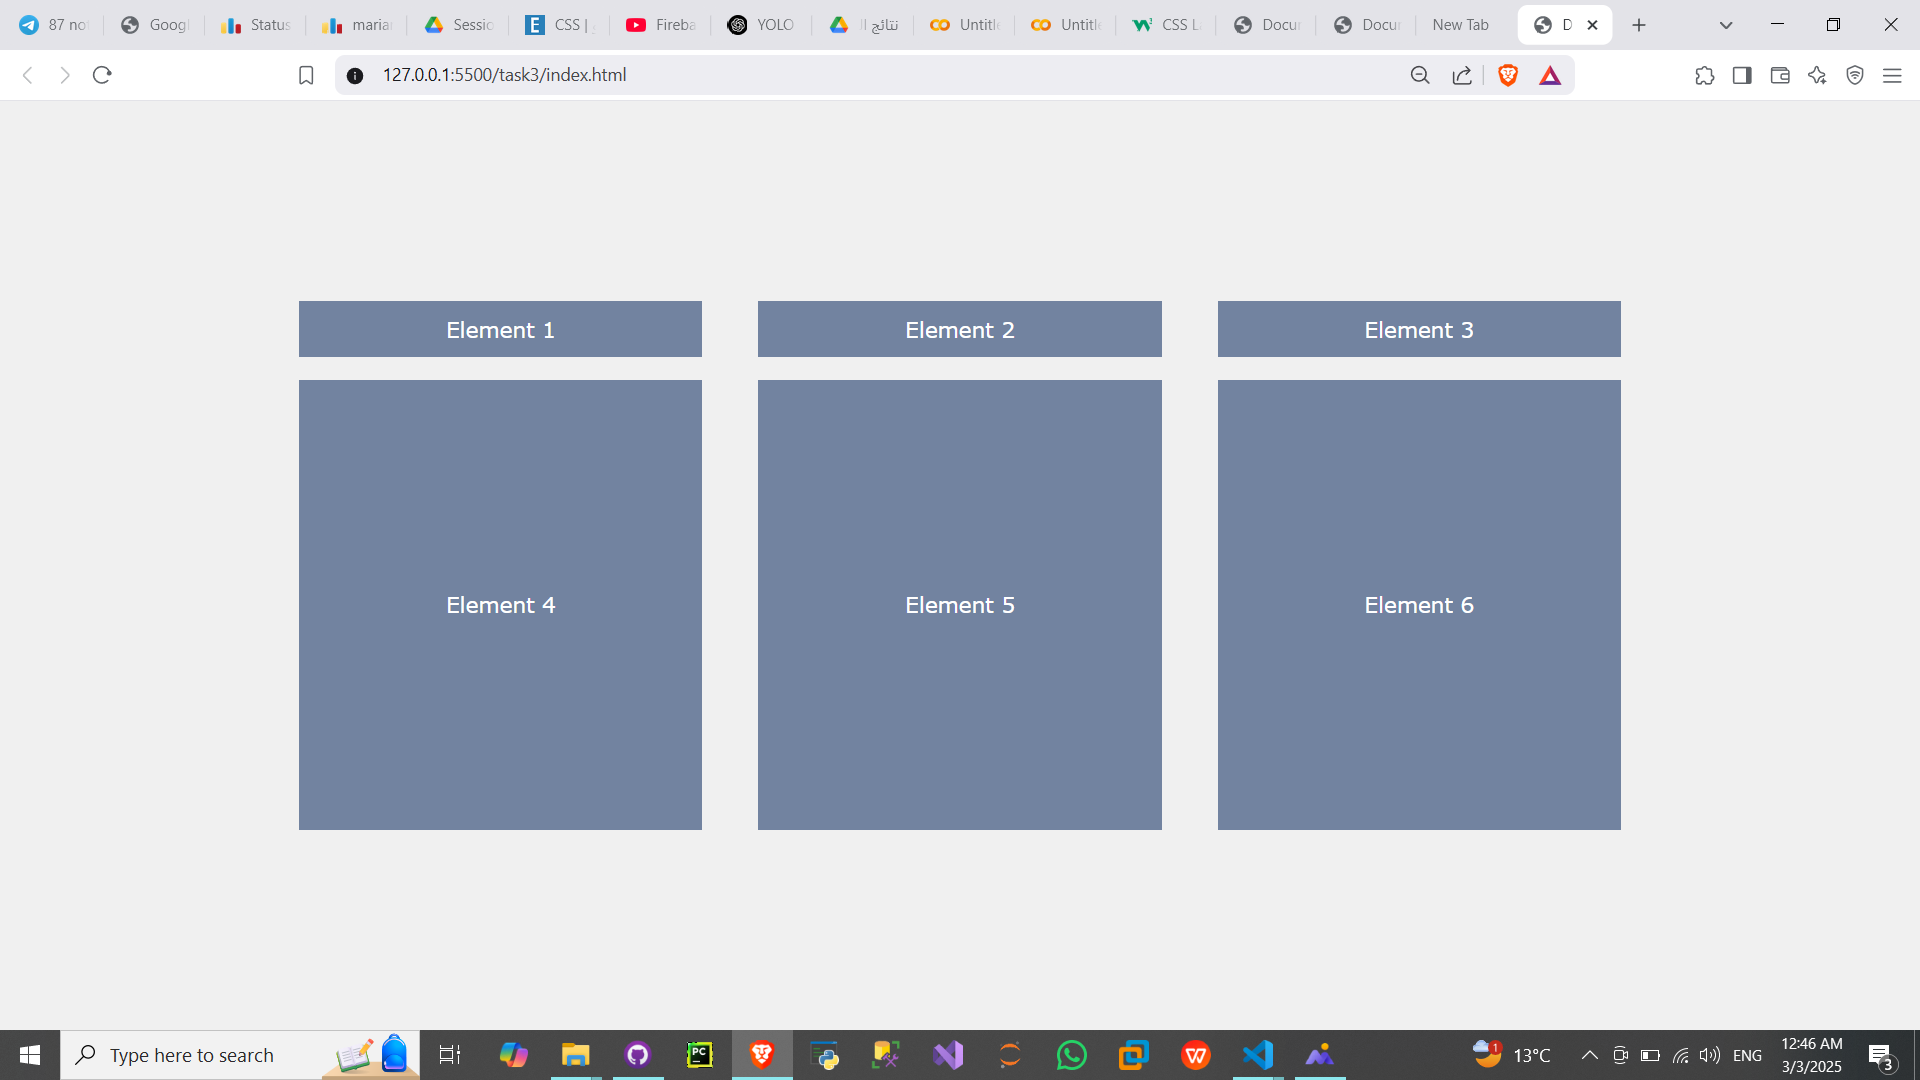 87 no
Googl
Status
maria
Sessio
CSS |
Fireba
YOLO
نتائج ال
Untitl
Untitl
CSS L
Docu
Docu
New Tab
D
127.0.0.1:5500/task3/index.html
Element 1
Element 2
Element 3
Element 4
Element 5
Element 6
Type here to search
PC
1
13°C
ENG
12:46 AM
3/3/2025
3